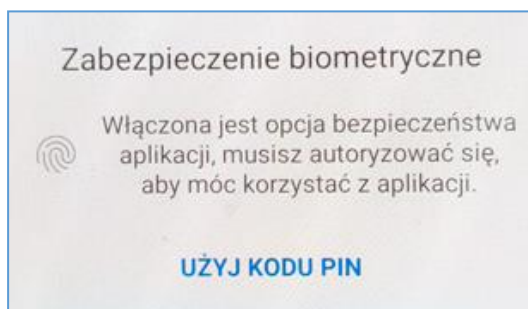 Zabezpieczenie biometryczne
Włączona jest opcja bezpieczeństwa
aplikacji, musisz autoryzować się,
aby móc korzystać z aplikacji.
UŻYJ KODU PIN